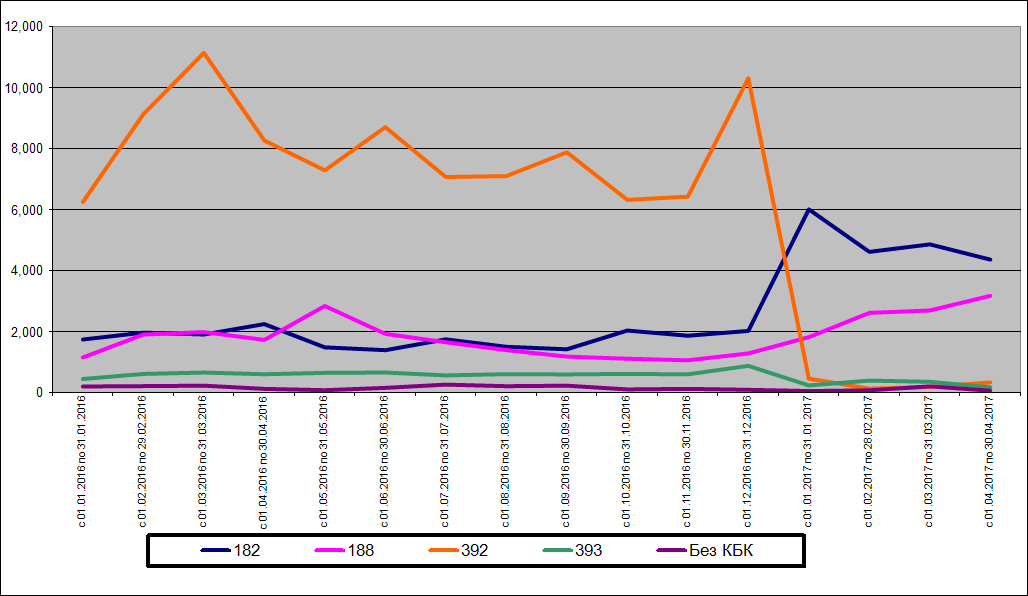 12,000
10,000
8,000
6,000
4,000
2,000
0
с 01.01.2016 по 31.01.2016
с 01.02.2016 по 29.02.2016
с 01.03.2016 по 31.03.2016
с 01.04.2016 по 30.04.2016
с 01.05.2016 по 31.05.2016
с 01.06.2016 по 30.06.2016
с 01.07.2016 по 31.07.2016
с 01.08.2016 по 31.08.2016
с 01.09.2016 по 30.09.2016
с 01.10.2016 по 31.10.2016
с 01.11.2016 по 30.11.2016
с 01.12.2016 по 31.12.2016
с 01.01.2017 по 31.01.2017
с 01.02.2017 по 28.02.2017
с 01.03.2017 по 31.03.2017
с 01.04.2017 по 30.04.2017
182 188 392 393 Без КБК